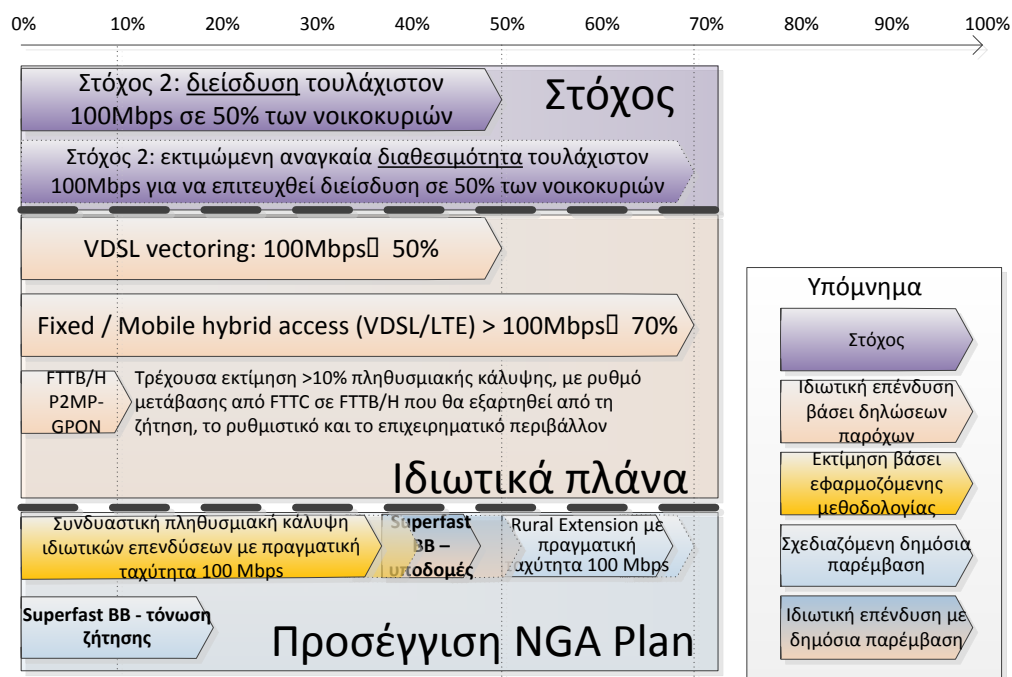 0% 10% 20% 30% 40% 50% 60% 70% 80% 90% 100%
Στόχος 2: διείσδυση τουλάχιστον
100Mbps σε 50% των νοικοκυριών
Στόχος
Στόχος 2: εκτιμώμενη αναγκαία διαθεσιμότητα τουλάχιστον
100Mbps για να επιτευχθεί διείσδυση σε 50% των νοικοκυριών
VDSL vectoring: 100Mbps 50%
Fixed / Mobile hybrid access (VDSL/LTE) > 100Mbps 70%
FTTB/H
P2MP-
GPON
Τρέχουσα εκτίμηση >10% πληθυσμιακής κάλυψης, με ρυθμό
μετάβασης από FTTC σε FTTB/H που θα εξαρτηθεί από τη
ζήτηση, το ρυθμιστικό και το επιχειρηματικό περιβάλλον
Ιδιωτικά πλάνα
Συνδυαστική πληθυσμιακή κάλυψη
ιδιωτικών επενδύσεων με πραγματική
ταχύτητα 100 Mbps
Superfast
BB –
υποδομές
Rural Extension με
πραγματική
ταχύτητα 100 Mbps
Superfast BB - τόνωση
ζήτησης
Προσέγγιση NGA Plan
Υπόμνημα
Στόχος
Ιδιωτική επένδυση
βάσει δηλώσεων
παρόχων
Εκτίμηση βάσει
εφαρμοζόμενης
μεθοδολογίας
Σχεδιαζόμενη δημόσια
παρέμβαση
Ιδιωτική επένδυση με
δημόσια παρέμβαση